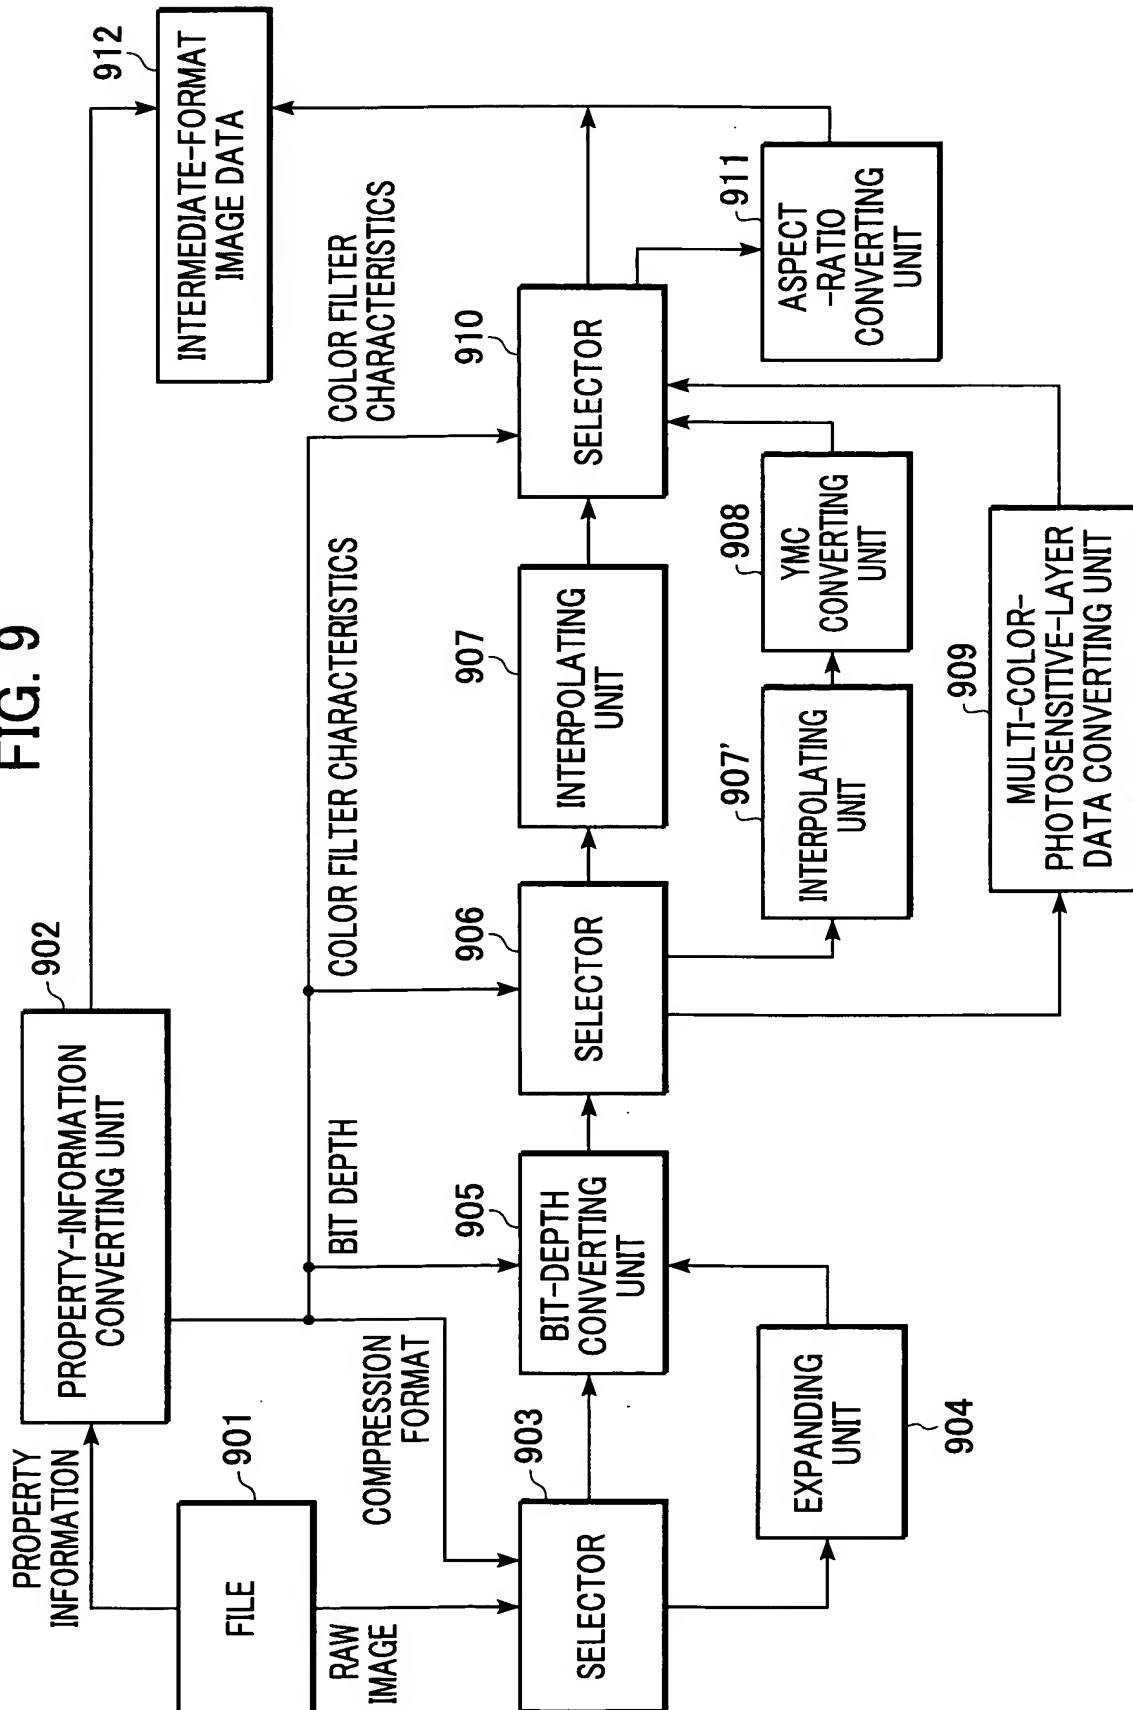 FIG. 9
PROPERTY
INFORMATION
902
PROPERTY-INFORMATION
CONVERTING UNIT
912
INTERMEDIATE-FORMAT
IMAGE DATA
901
FILE
RAW
IMAGE
COMPRESSION
FORMAT
BIT DEPTH
COLOR FILTER CHARACTERISTICS
COLOR FILTER
CHARACTERISTICS
903
SELECTOR
905
BIT-DEPTH
CONVERTING
UNIT
906
SELECTOR
907
INTERPOLATING
UNIT
910
SELECTOR
904
EXPANDING
UNIT
907'
INTERPOLATING
UNIT
908
YMC
CONVERTING
UNIT
911
ASPECT
-RATIO
CONVERTING
UNIT
909
MULTI-COLOR-
PHOTOSENSITIVE-LAYER
DATA CONVERTING UNIT